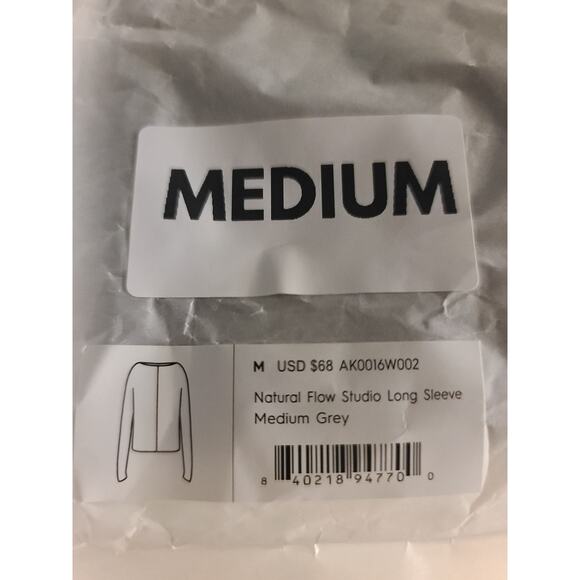 MEDIUM
M USD $68 AK0016W002
Natural Flow Studio Long Sleeve
Medium Grey
8 40218 94770 0